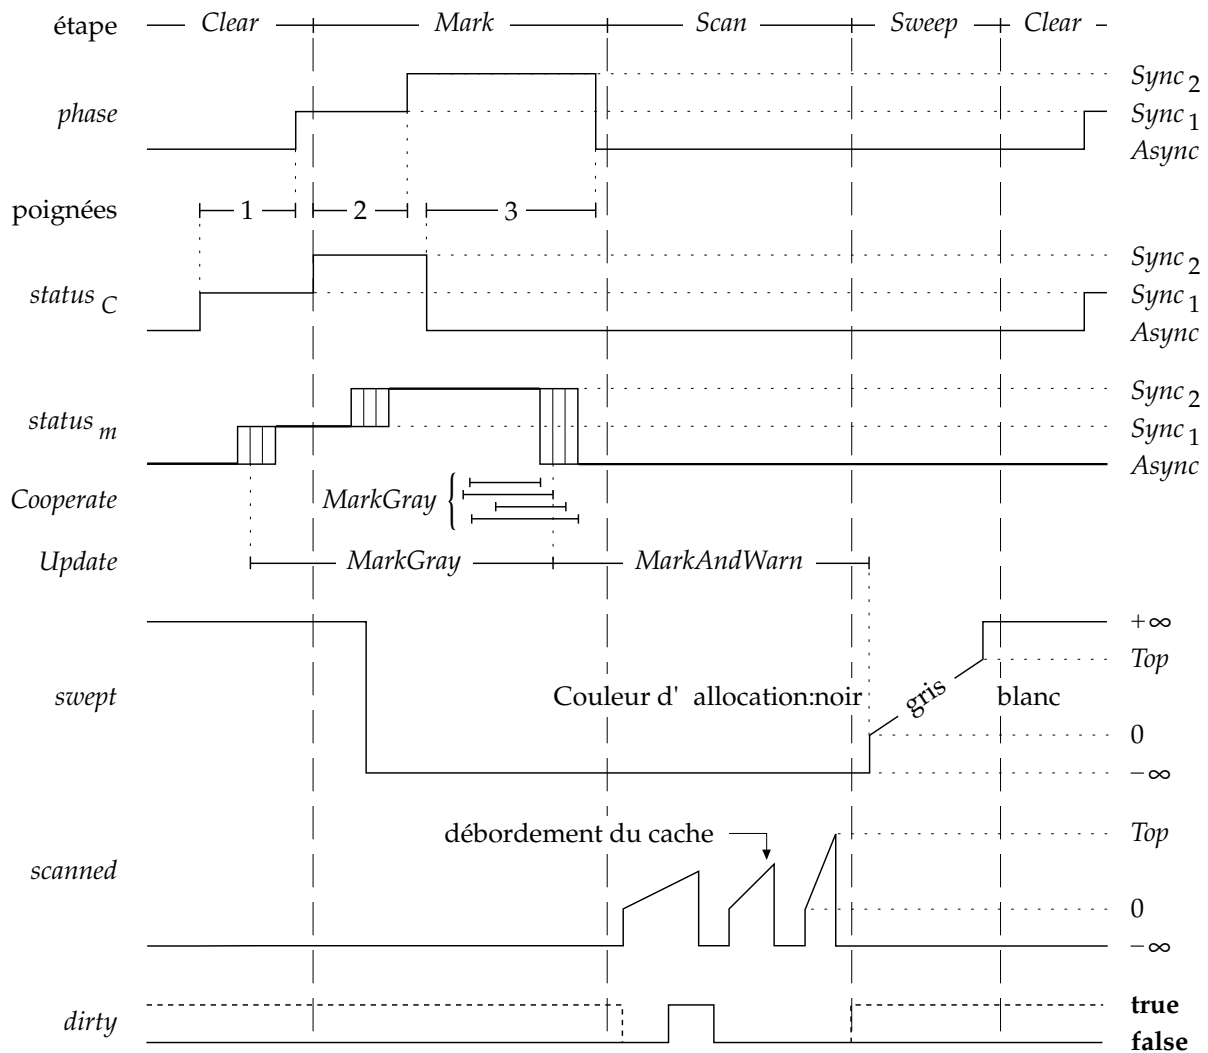 étape Clear Mark Scan Sweep Clear
Sync 2
phase Sync 1
Async
poignées 1 2 3
Sync 2
status C Sync 1
Async
Sync 2
status m Sync 1
Async
Cooperate MarkGray {
Update MarkGray MarkAndWarn
+∞
Top
swept Couleur d' allocation:noir gris blanc
0
−∞
débordement du cache Top
scanned
0
−∞
true
dirty
false